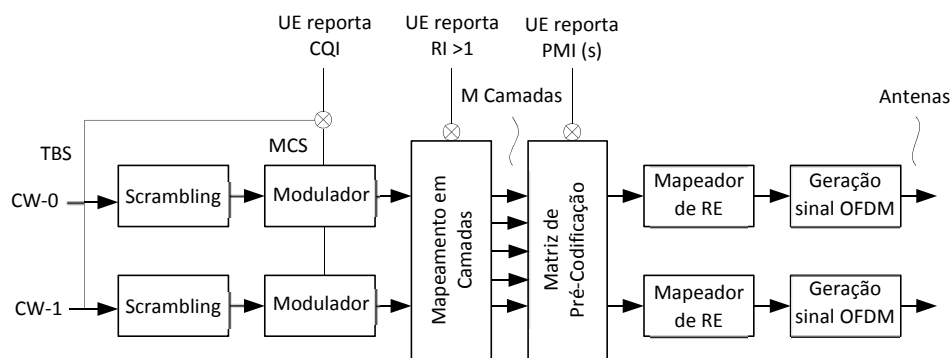 UE reporta
CQI
UE reporta
RI >1
UE reporta
PMI (s)
M Camadas
Antenas
TBS
MCS
CW-0
Scrambling
Modulador
Mapeamento em
Camadas
Matriz de
Pré-Codificação
Mapeador
de RE
Geração
sinal OFDM
CW-1
Scrambling
Modulador
Mapeador
de RE
Geração
sinal OFDM